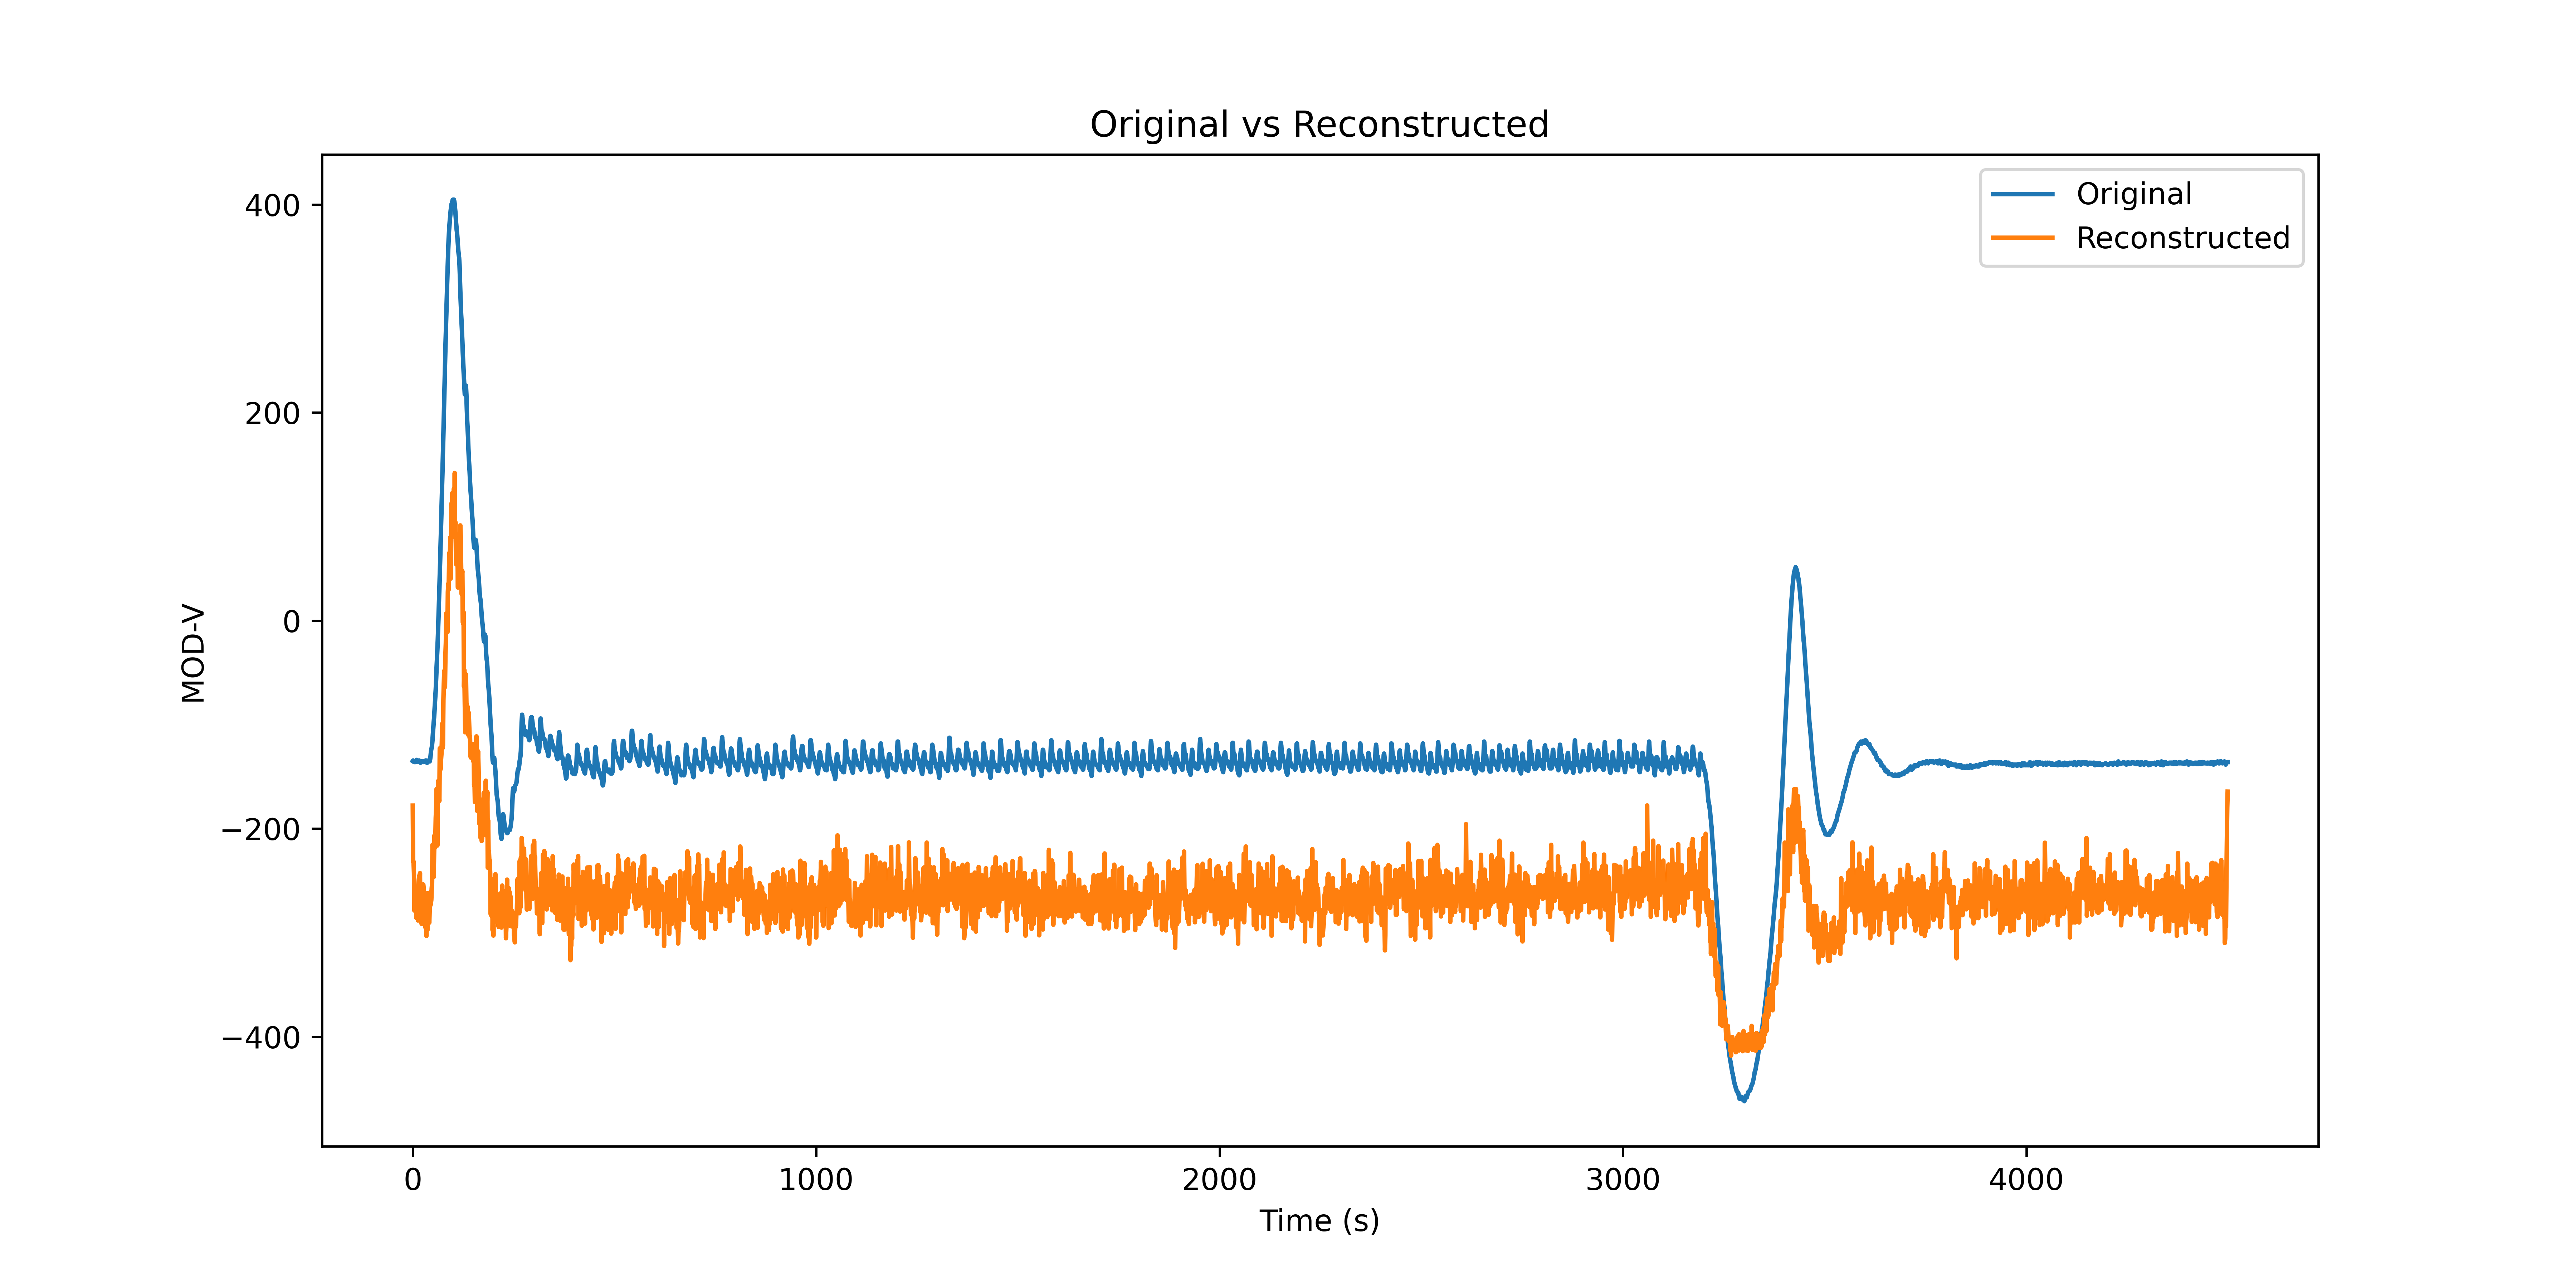 Original vs Reconstructed
Original
Reconstructed
MOD-V
400
200
0
−200
−400
0
1000
2000
3000
4000
Time (s)